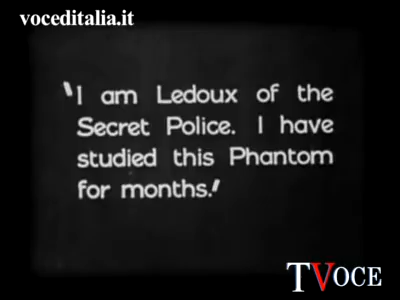 voceditalia.it
"I am Ledoux of the
Secret Police. I have
studied this Phantom
for months."
TVOCE